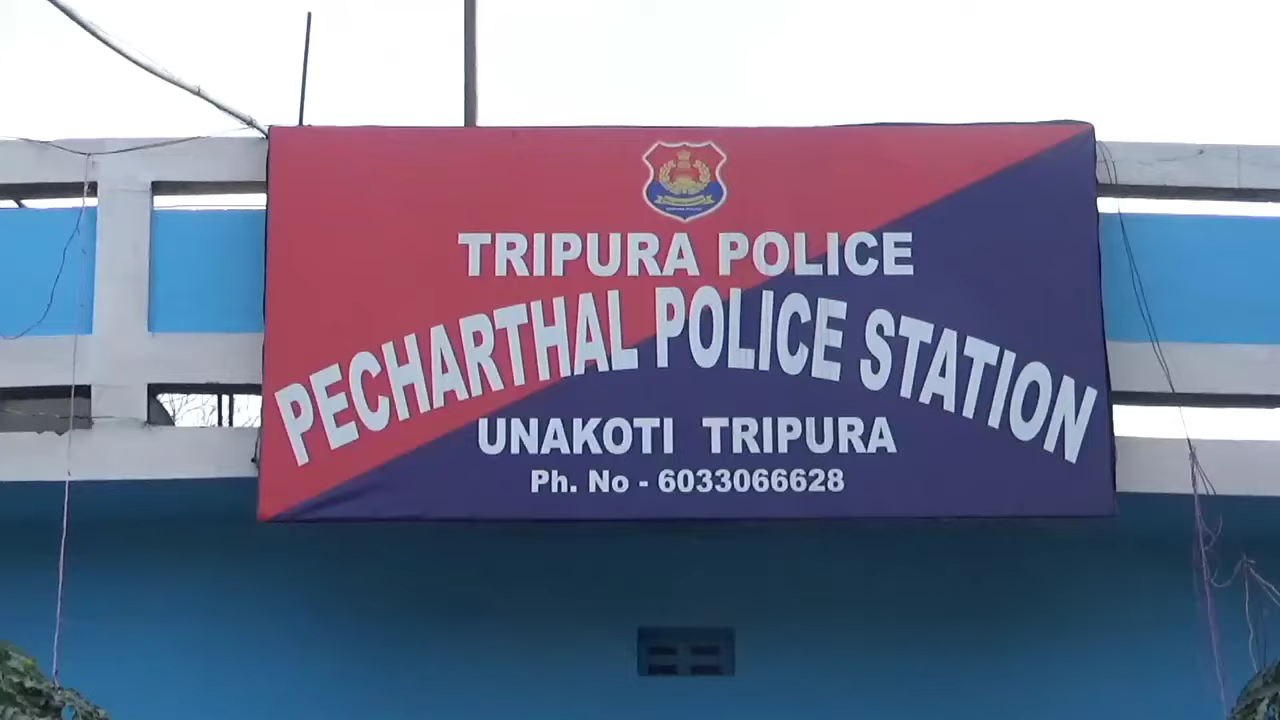 TRIPURA POLICE
PECHARTHAL POLICE STATION
UNAKOTI TRIPURA
Ph. No - 6033066628